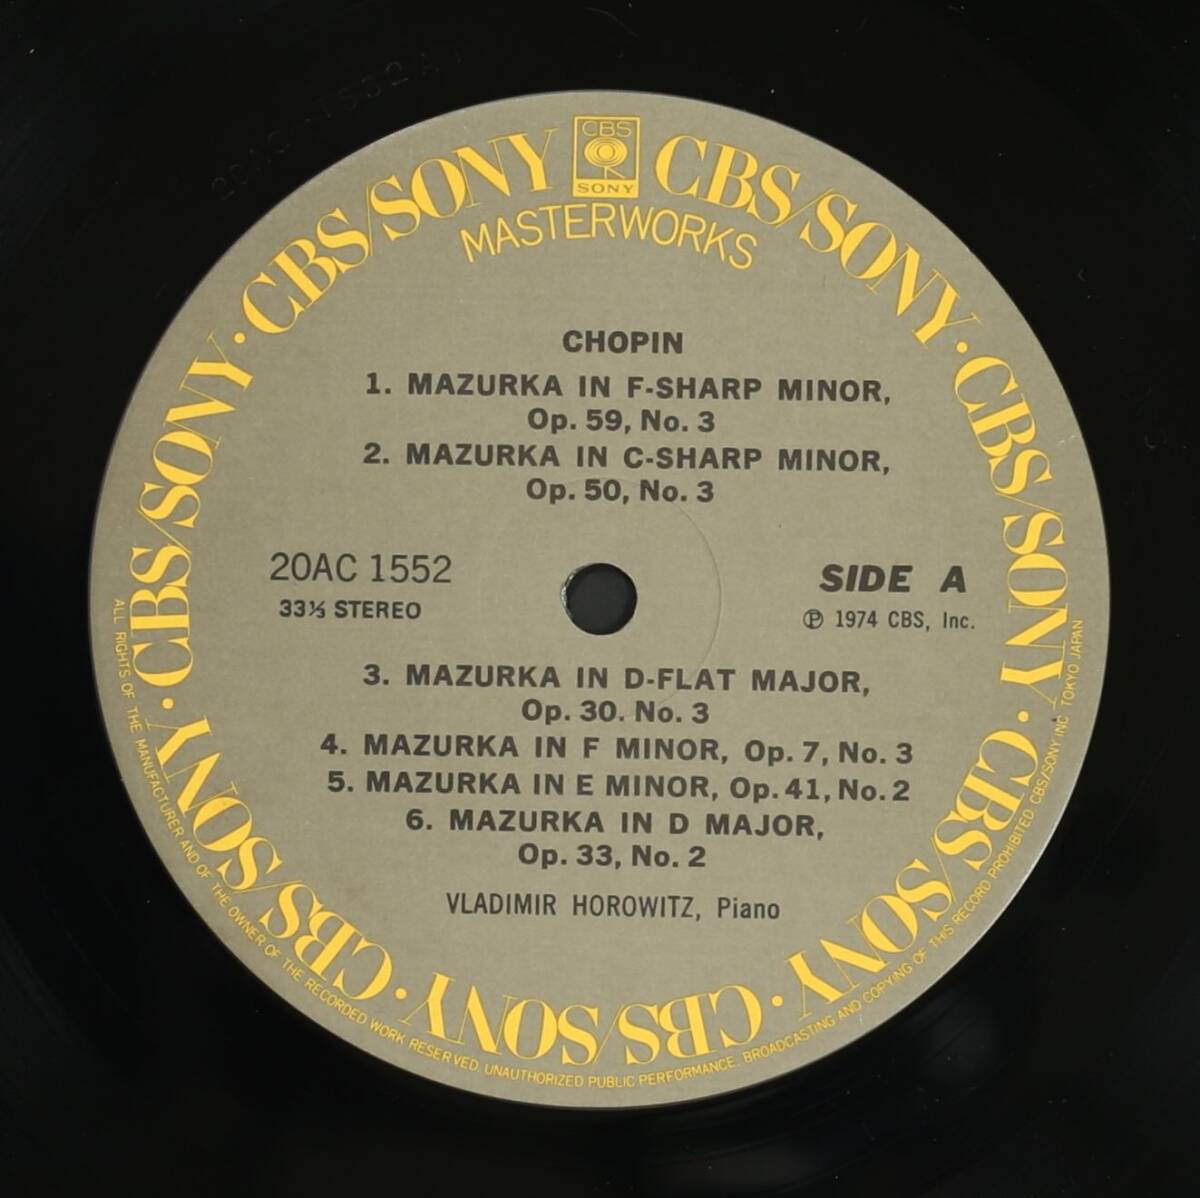 CBS/SONY · CBS/SONY · CBS/SONY · CBS/SONY · CBS/SONY · CBS/SONY · CBS/SONY · CBS/SONY
CBS
SONY
MASTERWORKS
CHOPIN
1. MAZURKA IN F-SHARP MINOR,
Op. 59, No. 3
2. MAZURKA IN C-SHARP MINOR,
Op. 50, No. 3
20AC 1552
33⅓ STEREO
SIDE A
Ⓟ 1974 CBS, Inc.
3. MAZURKA IN D-FLAT MAJOR,
Op. 30. No. 3
4. MAZURKA IN F MINOR, Op. 7, No. 3
5. MAZURKA IN E MINOR, Op. 41, No. 2
6. MAZURKA IN D MAJOR,
Op. 33, No. 2
VLADIMIR HOROWITZ, Piano
ALL RIGHTS OF THE MANUFACTURER AND OF THE OWNER OF THE RECORDED WORK RESERVED UNAUTHORIZED PUBLIC PERFORMANCE. BROADCASTING AND COPYING OF THIS RECORD PROHIBITED CBS/SONY INC TOKYO JAPAN